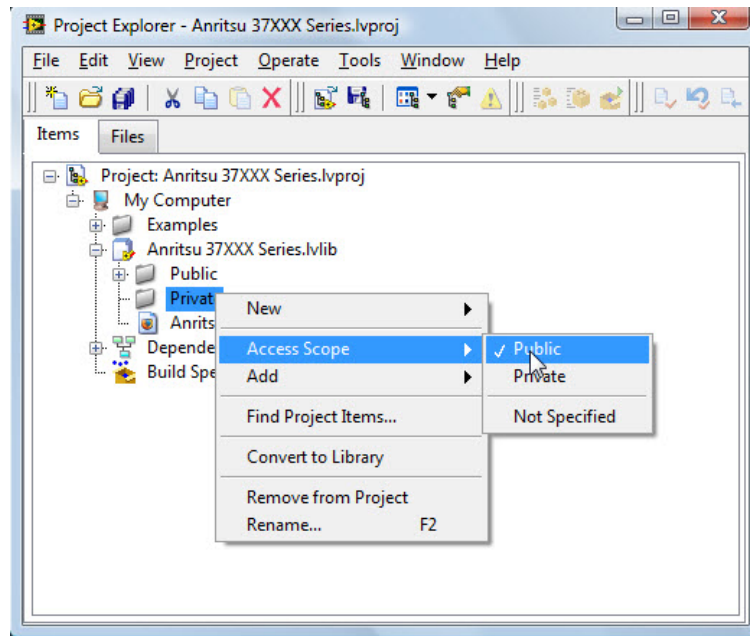 Project Explorer - Anritsu 37XXX Series.lvproj
File Edit View Project Operate Tools Window Help
Items Files
Project: Anritsu 37XXX Series.lvproj
My Computer
Examples
Anritsu 37XXX Series.lvlib
Public
Privat
New
Anrits
Depende
Access Scope
Public
Build Spe
Add
Private
Find Project Items...
Not Specified
Convert to Library
Remove from Project
Rename... F2